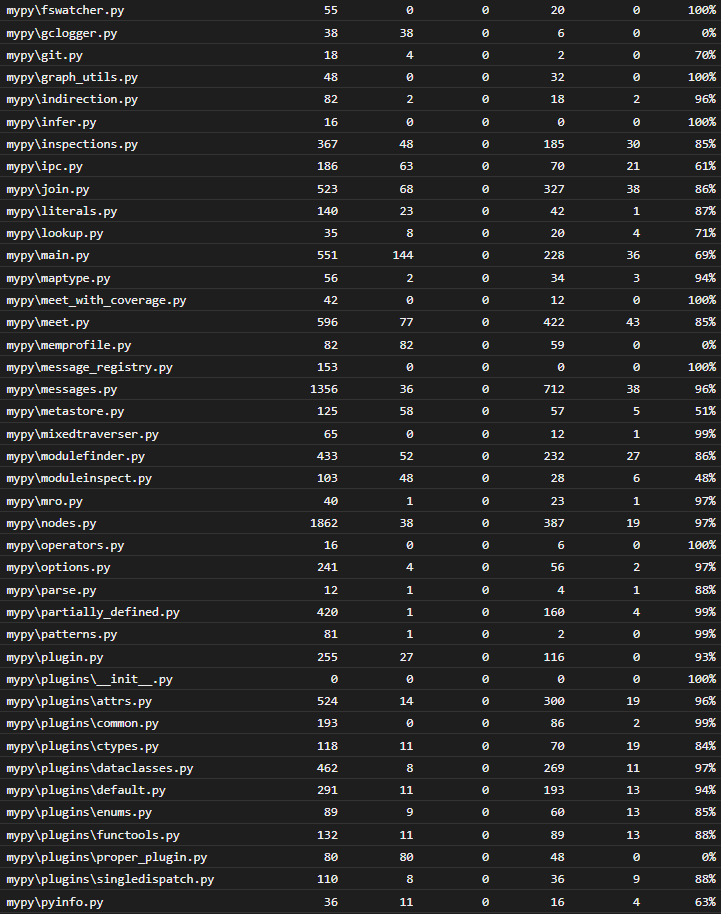 mypy\fswatcher.py 55 0 0 20 0 100%
mypy\gclogger.py 38 38 0 6 0 0%
mypy\git.py 18 4 0 2 0 70%
mypy\graph_utils.py 48 0 0 32 0 100%
mypy\indirection.py 82 2 0 18 2 96%
mypy\infer.py 16 0 0 0 0 100%
mypy\inspections.py 367 48 0 185 30 85%
mypy\ipc.py 186 63 0 70 21 61%
mypy\join.py 523 68 0 327 38 86%
mypy\literals.py 140 23 0 42 1 87%
mypy\lookup.py 35 8 0 20 4 71%
mypy\main.py 551 144 0 228 36 69%
mypy\maptype.py 56 2 0 34 3 94%
mypy\meet_with_coverage.py 42 0 0 12 0 100%
mypy\meet.py 596 77 0 422 43 85%
mypy\memprofile.py 82 82 0 59 0 0%
mypy\message_registry.py 153 0 0 0 0 100%
mypy\messages.py 1356 36 0 712 38 96%
mypy\metastore.py 125 58 0 57 5 51%
mypy\mixedtraverser.py 65 0 0 12 1 99%
mypy\modulefinder.py 433 52 0 232 27 86%
mypy\moduleinspect.py 103 48 0 28 6 48%
mypy\mro.py 40 1 0 23 1 97%
mypy\nodes.py 1862 38 0 387 19 97%
mypy\operators.py 16 0 0 6 0 100%
mypy\options.py 241 4 0 56 2 97%
mypy\parse.py 12 1 0 4 1 88%
mypy\partially_defined.py 420 1 0 160 4 99%
mypy\patterns.py 81 1 0 2 0 99%
mypy\plugin.py 255 27 0 116 0 93%
mypy\plugins\__init__.py 0 0 0 0 0 100%
mypy\plugins\attrs.py 524 14 0 300 19 96%
mypy\plugins\common.py 193 0 0 86 2 99%
mypy\plugins\ctypes.py 118 11 0 70 19 84%
mypy\plugins\dataclasses.py 462 8 0 269 11 97%
mypy\plugins\default.py 291 11 0 193 13 94%
mypy\plugins\enums.py 89 9 0 60 13 85%
mypy\plugins\functools.py 132 11 0 89 13 88%
mypy\plugins\proper_plugin.py 80 80 0 48 0 0%
mypy\plugins\singledispatch.py 110 8 0 36 9 88%
mypy\pyinfo.py 36 11 0 16 4 63%